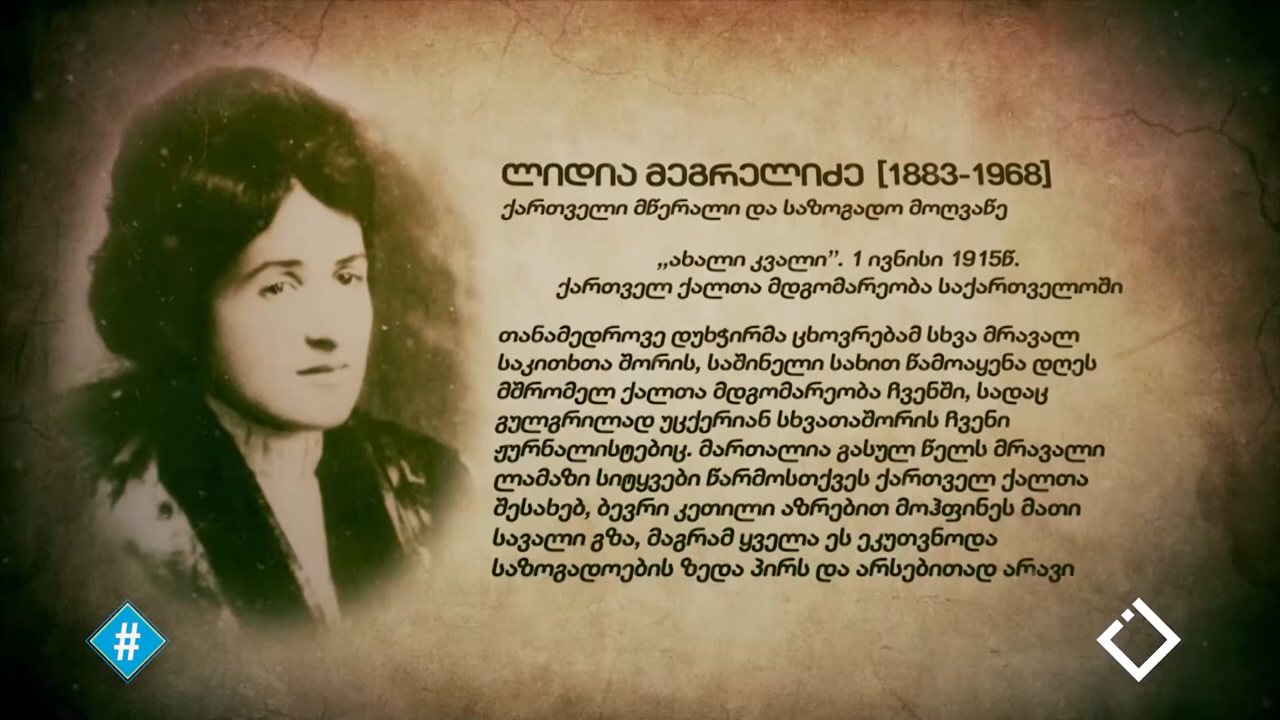 ლიდია მეგრელიძე [1883-1968]
ქართველი მწერალი და საზოგადო მოღვაწე
„ახალი კვალი”. 1 ივნისი 1915წ.
ქართველ ქალთა მდგომარეობა საქართველოში
თანამედროვე დუხჭირმა ცხოვრებამ სხვა მრავალ
საკითხთა შორის, საშინელი სახით წამოაყენა დღეს
მშრომელ ქალთა მდგომარეობა ჩვენში, სადაც
გულგრილად უცქერიან სხვათაშორის ჩვენი
ჟურნალისტებიც. მართალია გასულ წელს მრავალი
ლამაზი სიტყვები წარმოსთქვეს ქართველ ქალთა
შესახებ, ბევრი კეთილი აზრებით მოჰფინეს მათი
სავალი გზა, მაგრამ ყველა ეს ეკუთვნოდა
საზოგადოების ზედა პირს და არსებითად არავი
#